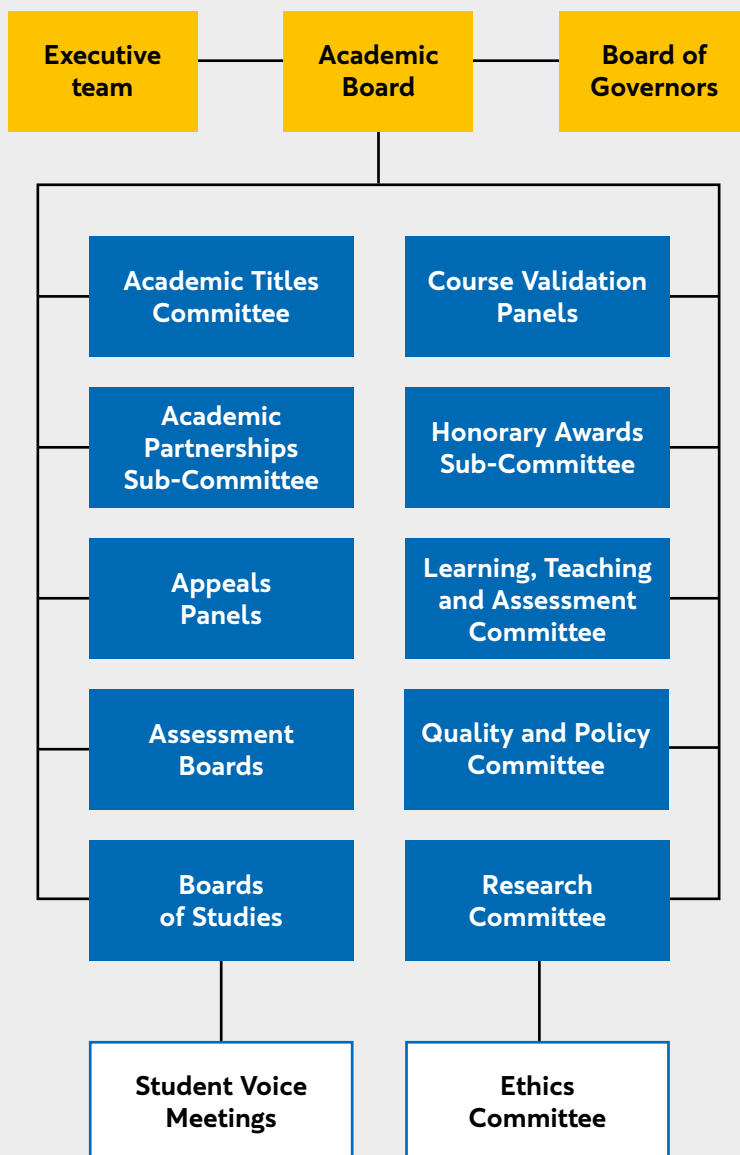 Executive
team
Academic
Board
Board of
Governors
Academic Titles
Committee
Course Validation
Panels
Academic
Partnerships
Sub-Committee
Honorary Awards
Sub-Committee
Appeals
Panels
Learning, Teaching
and Assessment
Committee
Assessment
Boards
Quality and Policy
Committee
Boards
of Studies
Research
Committee
Student Voice
Meetings
Ethics
Committee